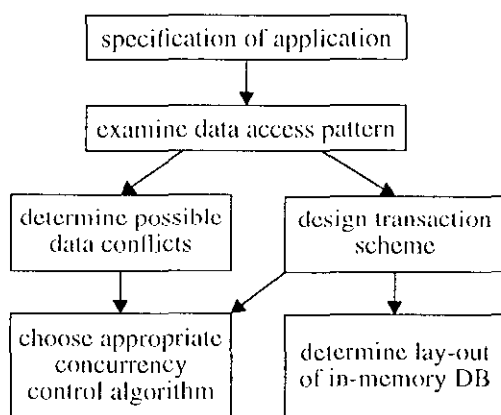 specification of application
examine data access pattern
determine possible
data conflicts
design transaction
scheme
choose appropriate
concurrency
control algorithm
determine lay-out
of in-memory DB